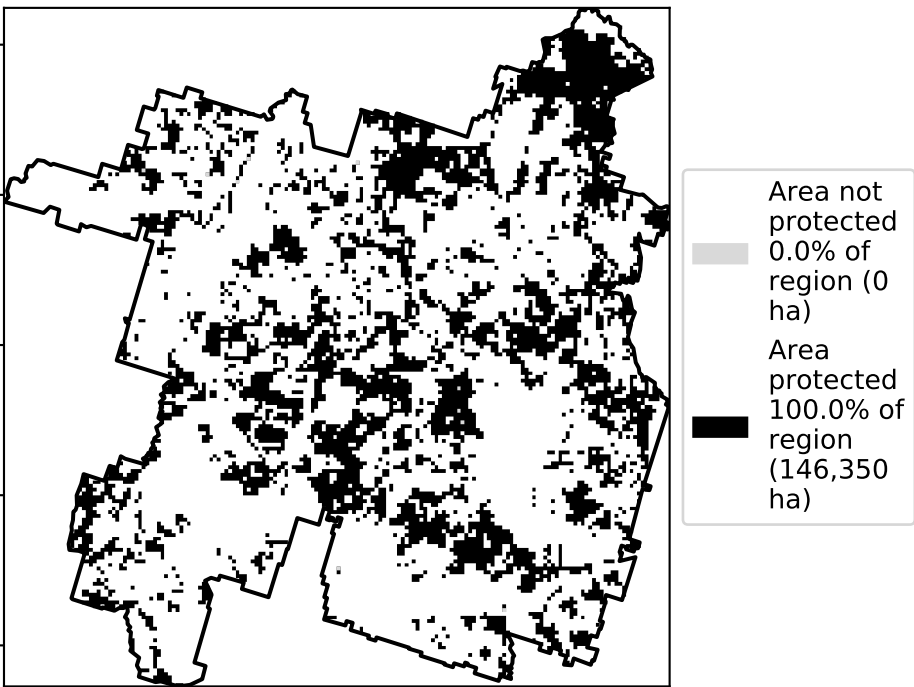 Area not
protected
0.0% of
region (0
ha)
Area
protected
100.0% of
region
(146,350
ha)